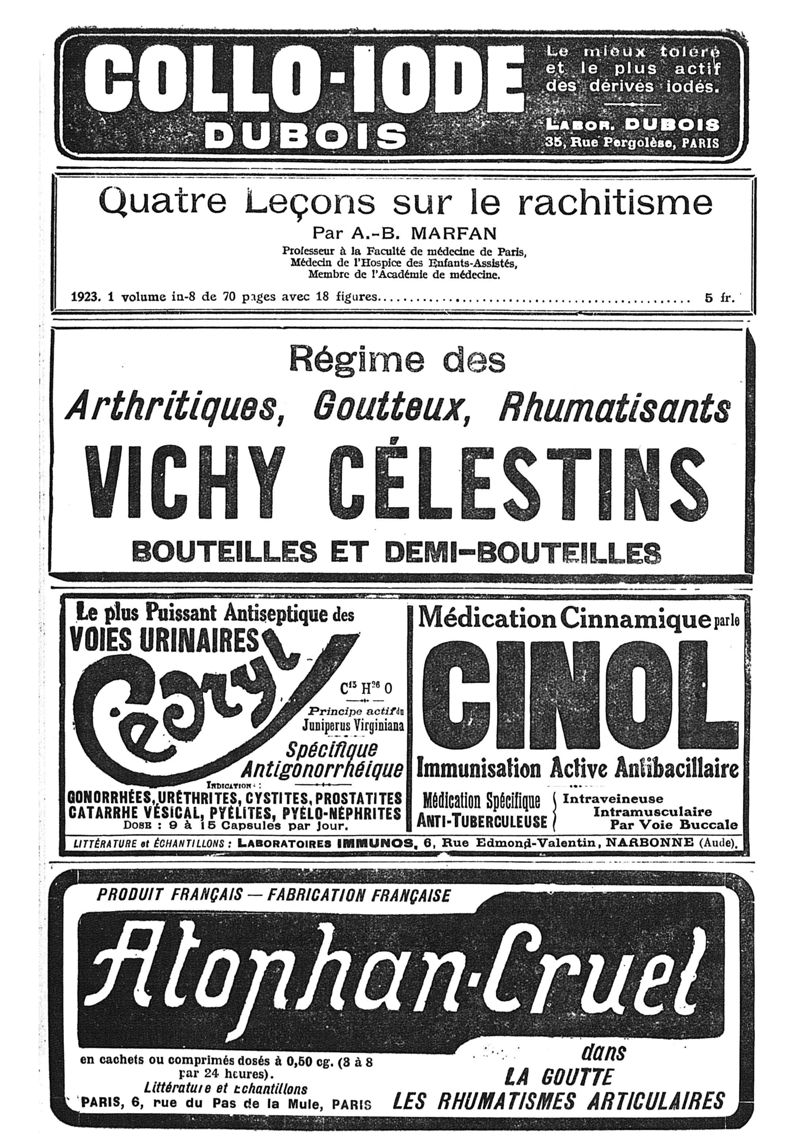 COLLO-IODE
DUBOIS
Le mieux toléré
et le plus actif
des dérivés iodés.
LABOR. DUBOIS
35, Rue Pergolèse, PARIS
Quatre Leçons sur le rachitisme
Par A.-B. MARFAN
Professeur à la Faculté de médecine de Paris,
Médecin de l'Hospice des Enfants-Assistés,
Membre de l'Académie de médecine.
1923. 1 volume in-8 de 70 pages avec 18 figures............................................ 5 fr.
Régime des
Arthritiques, Goutteux, Rhumatisants
VICHY CÉLESTINS
BOUTEILLES ET DEMI-BOUTEILLES
Le plus Puissant Antiseptique des
VOIES URINAIRES
Cédryl
C¹⁵ H²⁶ O
Principe actif du
Juniperus Virginiana
Spécifique
Antigonorrhéique
INDICATION :
GONORRHÉES, URÉTHRITES, CYSTITES, PROSTATITES
CATARRHE VÉSICAL, PYÉLITES, PYÉLO-NÉPHRITES
DOSE : 9 à 15 Capsules par Jour.
Médication Cinnamique par le
CINOL
Immunisation Active Antibacillaire
Médication Spécifique
ANTI-TUBERCULEUSE
Intraveineuse
Intramusculaire
Par Voie Buccale
LITTÉRATURE et ÉCHANTILLONS : LABORATOIRES IMMUNOS, 6, Rue Edmond-Valentin, NARBONNE (Aude).
PRODUIT FRANÇAIS — FABRICATION FRANÇAISE
Atophan-Cruel
en cachets ou comprimés dosés à 0,50 cg. (3 à 8
par 24 heures).
Littérature et Échantillons
PARIS, 6, rue du Pas de la Mule, PARIS
dans
LA GOUTTE
LES RHUMATISMES ARTICULAIRES